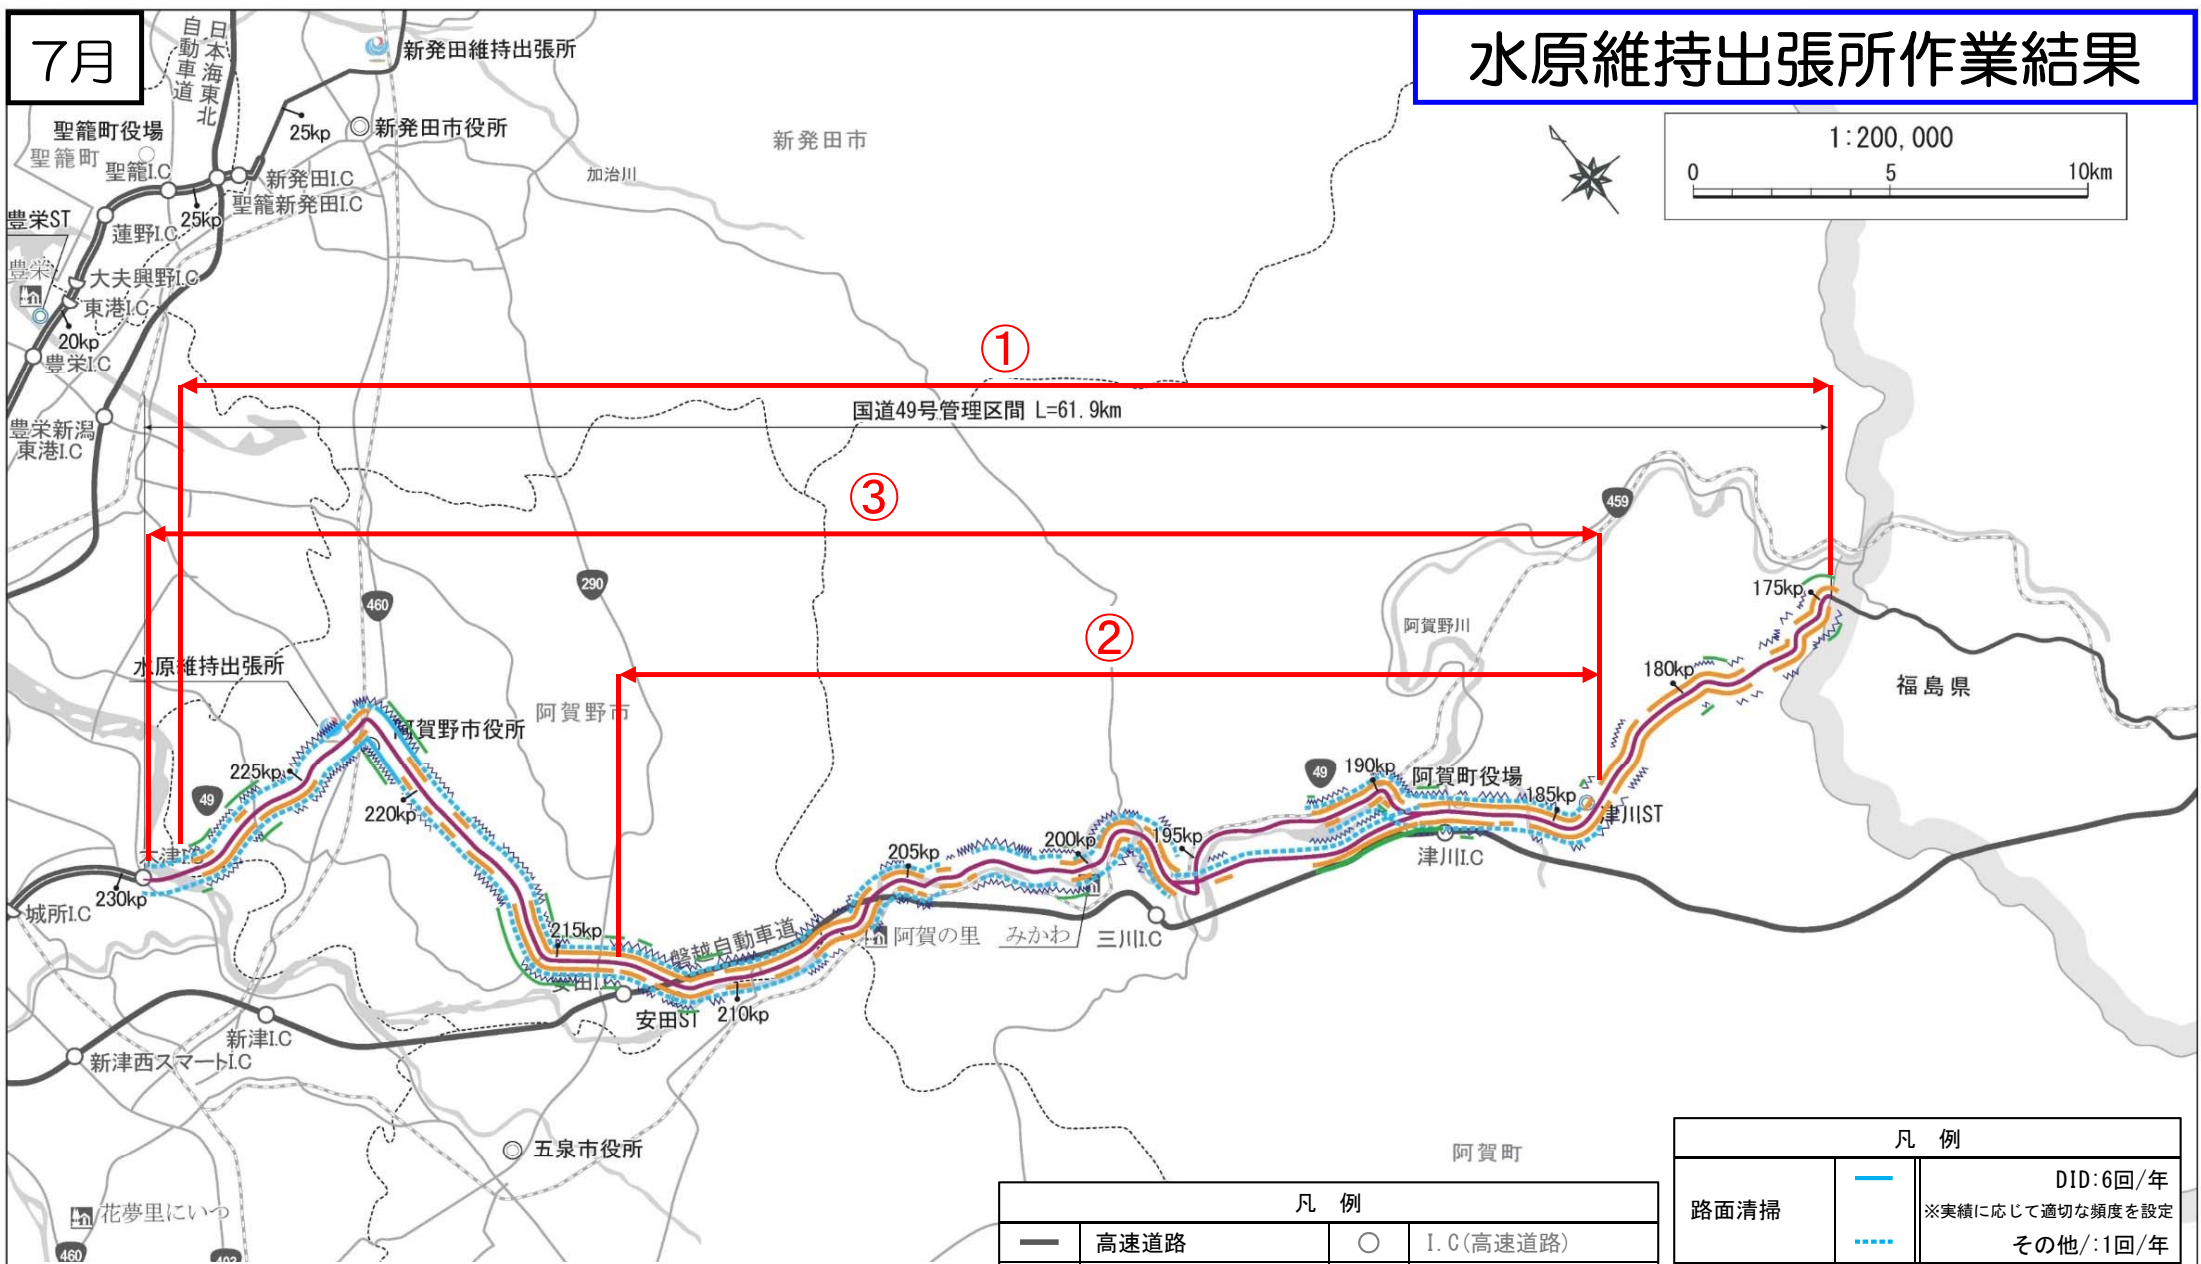 7月
水原維持出張所作業結果
1:200,000
0 5 10km
日本海東北
自動車道
新発田維持出張所
25kp
新発田市役所
聖籠町役場
聖籠町
聖籠I.C
新発田I.C
聖籠新発田I.C
25kp
新発田市
加治川
豊栄ST
蓮野I.C
豊栄
大夫興野I.C
東港I.C
20kp
豊栄I.C
豊栄新潟
東港I.C
①
国道49号管理区間 L=61.9km
③
459
290
460
②
阿賀野川
175kp
180kp
福島県
水原維持出張所
阿賀野市
阿賀野市役所
225kp
49
220kp
49
190kp
阿賀町役場
185kp
津川ST
津川I.C
大津I.C
230kp
城所I.C
205kp
200kp
195kp
215kp
磐越自動車道
阿賀の里
みかわ
三川I.C
安田I.C
安田ST
210kp
新津I.C
新津西スマートI.C
五泉市役所
阿賀町
花夢里にいつ
460
403
凡 例
高速道路
I.C(高速道路)
凡 例
路面清掃
DID:6回/年
※実績に応じて適切な頻度を設定
その他/:1回/年